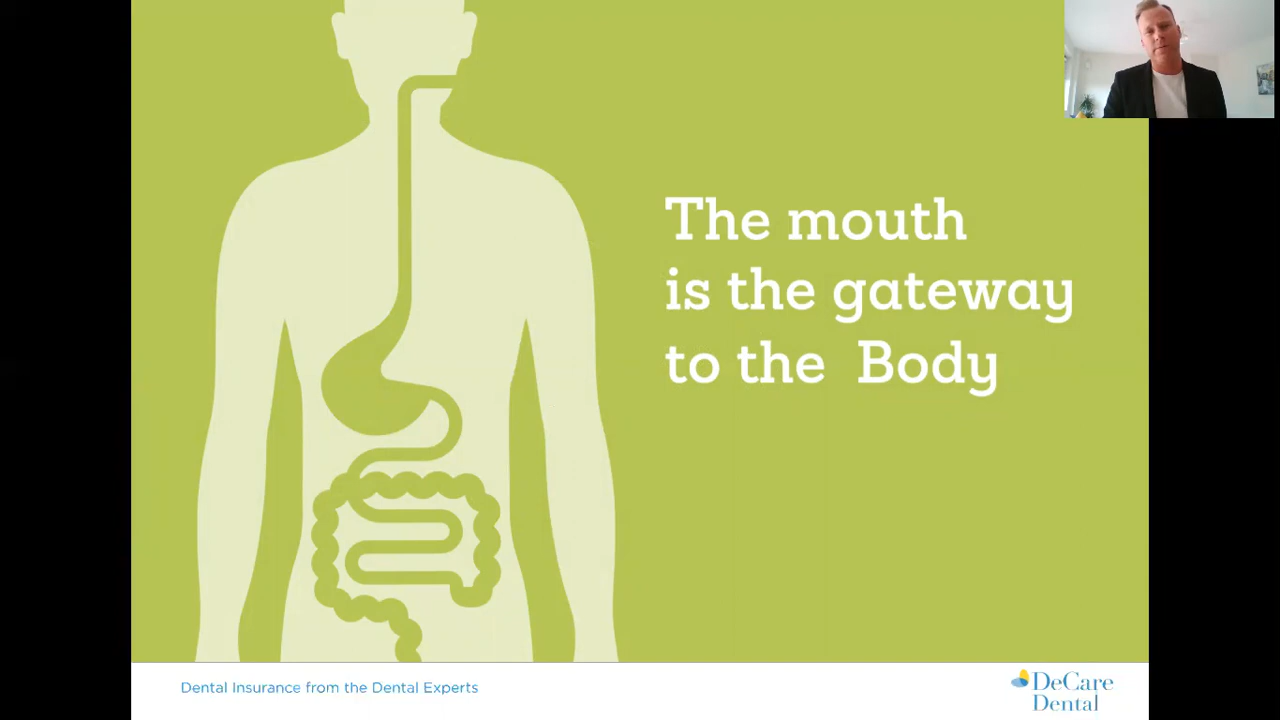 The mouth
is the gateway
to the Body
Dental Insurance from the Dental Experts
DeCare
Dental